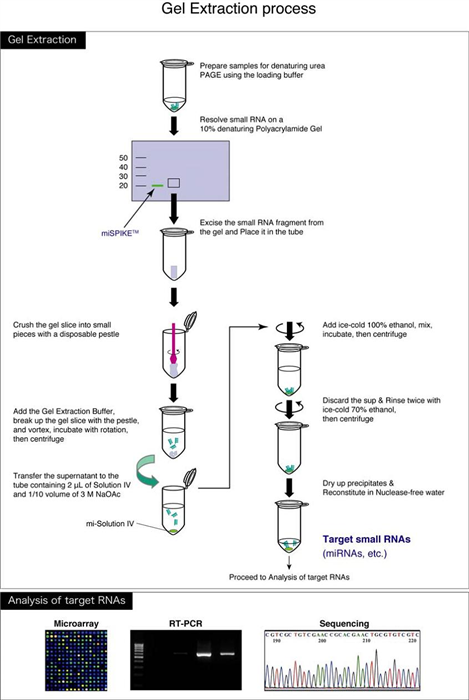 Gel Extraction process
Gel Extraction
Prepare samples for denaturing urea
PAGE using the loading buffer
Resolve small RNA on a
10% denaturing Polyacrylamide Gel
50
40
30
20
miSPIKE™
Excise the small RNA fragment from
the gel and Place it in the tube
Crush the gel slice into small
pieces with a disposable pestle
Add the Gel Extraction Buffer,
break up the gel slice with the pestle,
and vortex, incubate with rotation,
then centrifuge
Transfer the supernatant to the
tube containing 2 μL of Solution IV
and 1/10 volume of 3 M NaOAc
mi-Solution IV
Add ice-cold 100% ethanol, mix,
incubate, then centrifuge
Discard the sup & Rinse twice with
ice-cold 70% ethanol,
then centrifuge
Dry up precipitates &
Reconstitute in Nuclease-free water
Target small RNAs
(miRNAs, etc.)
Proceed to Analysis of target RNAs
Analysis of target RNAs
Microarray
RT-PCR
Sequencing
CGTCGC TGTCGAACCGCACGAACTGCGTGTCGTC
190 200 210 220